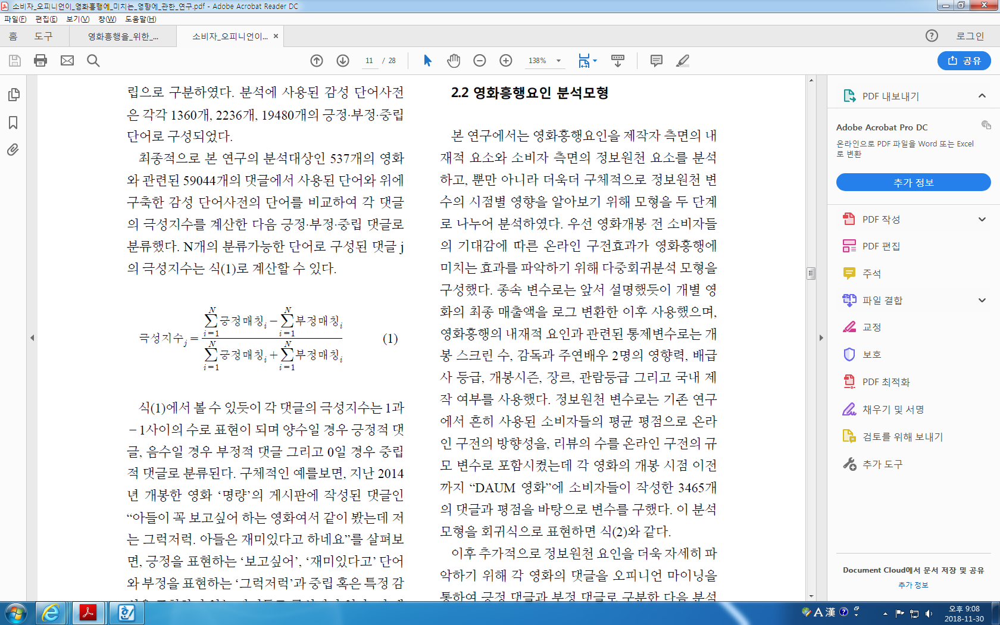 소비자_오피니언이_영화흥행에_미치는_영향에_관한_연구.pdf - Adobe Acrobat Reader DC
파일(F) 편집(E) 보기(V) 창(W) 도움말(H)
홈 도구 영화흥행을_위한_... 소비자_오피니언이... × 로그인
11 / 28 138% 공유
립으로 구분하였다. 분석에 사용된 감성 단어사전
은 각각 1360개, 2236개, 19480개의 긍정·부정·중립
단어로 구성되었다.
최종적으로 본 연구의 분석대상인 537개의 영화
와 관련된 59044개의 댓글에서 사용된 단어와 위에
구축한 감성 단어사전의 단어를 비교하여 각 댓글
의 극성지수를 계산한 다음 긍정·부정·중립 댓글로
분류했다. N개의 분류가능한 단어로 구성된 댓글 j
의 극성지수는 식(1)로 계산할 수 있다.
극성지수j = (∑_{i=1}^{N} 긍정매칭i − ∑_{i=1}^{N} 부정매칭i) / (∑_{i=1}^{N} 긍정매칭i + ∑_{i=1}^{N} 부정매칭i) (1)
식(1)에서 볼 수 있듯이 각 댓글의 극성지수는 1과
−1사이의 수로 표현이 되며 양수일 경우 긍정적 댓
글, 음수일 경우 부정적 댓글 그리고 0일 경우 중립
적 댓글로 분류된다. 구체적인 예를보면, 지난 2014
년 개봉한 영화 ‘명량’의 게시판에 작성된 댓글인
“아들이 꼭 보고싶어 하는 영화여서 같이 봤는데 저
는 그럭저럭. 아들은 재미있다고 하네요”를 살펴보
면, 긍정을 표현하는 ‘보고싶어’, ‘재미있다고’ 단어
와 부정을 표현하는 ‘그럭저럭’과 중립 혹은 특정 감
2.2 영화흥행요인 분석모형
본 연구에서는 영화흥행요인을 제작자 측면의 내
재적 요소와 소비자 측면의 정보원천 요소를 분석
하고, 뿐만 아니라 더욱더 구체적으로 정보원천 변
수의 시점별 영향을 알아보기 위해 모형을 두 단계
로 나누어 분석하였다. 우선 영화개봉 전 소비자들
의 기대감에 따른 온라인 구전효과가 영화흥행에
미치는 효과를 파악하기 위해 다중회귀분석 모형을
구성했다. 종속 변수로는 앞서 설명했듯이 개별 영
화의 최종 매출액을 로그 변환한 이후 사용했으며,
영화흥행의 내재적 요인과 관련된 통제변수로는 개
봉 스크린 수, 감독과 주연배우 2명의 영향력, 배급
사 등급, 개봉시즌, 장르, 관람등급 그리고 국내 제
작 여부를 사용했다. 정보원천 변수로는 기존 연구
에서 흔히 사용된 소비자들의 평균 평점으로 온라
인 구전의 방향성을, 리뷰의 수를 온라인 구전의 규
모 변수로 포함시켰는데 각 영화의 개봉 시점 이전
까지 “DAUM 영화”에 소비자들이 작성한 3465개
의 댓글과 평점을 바탕으로 변수를 구했다. 이 분석
모형을 회귀식으로 표현하면 식(2)와 같다.
이후 추가적으로 정보원천 요인을 더욱 자세히 파
악하기 위해 각 영화의 댓글을 오피니언 마이닝을
통하여 긍정 댓글과 부정 댓글로 구분한 다음 분석
PDF 내보내기
Adobe Acrobat Pro DC
온라인으로 PDF 파일을 Word 또는 Excel
로 변환
추가 정보
PDF 작성
PDF 편집
주석
파일 결합
교정
보호
PDF 최적화
채우기 및 서명
검토를 위해 보내기
추가 도구
Document Cloud에서 문서 저장 및 공유
추가 정보
A 漢
오후 9:08
2018-11-30